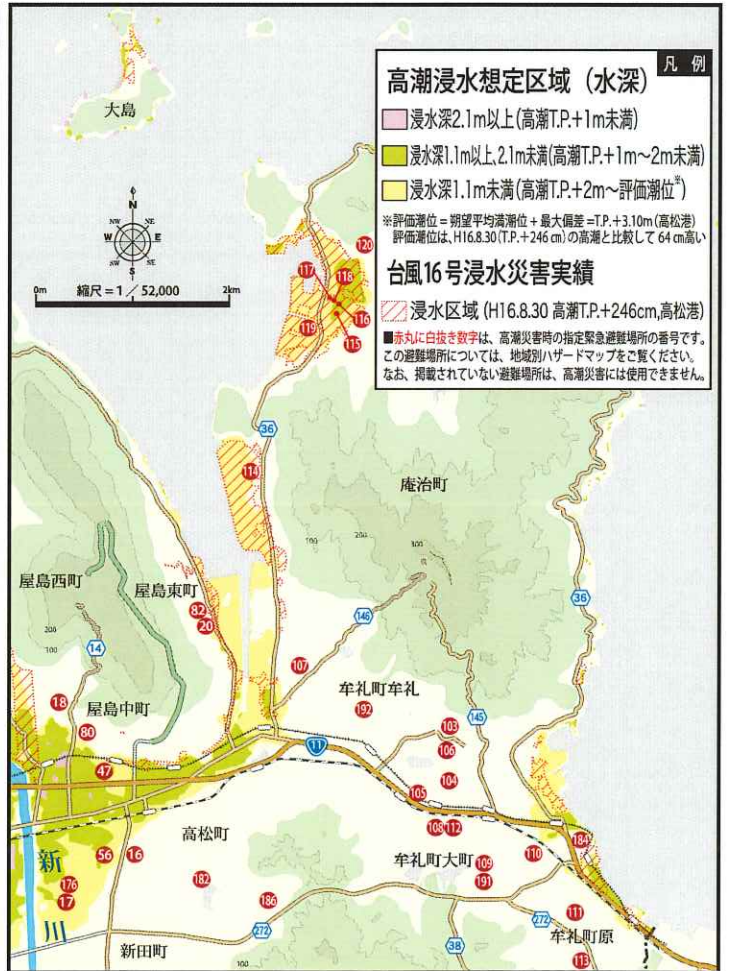 凡 例
高潮浸水想定区域（水深）
浸水深2.1m以上(高潮T.P.+1m未満)
浸水深1.1m以上,2.1m未満(高潮T.P.+1m～2m未満)
浸水深1.1m未満(高潮T.P.+2m～評価潮位※)
※評価潮位 = 朔望平均満潮位 + 最大偏差 =T.P.+3.10m(高松港)
評価潮位は、H16.8.30(T.P.+246 cm) の高潮と比較して 64 cm高い
台風16号浸水災害実績
浸水区域 (H16.8.30 高潮T.P.+246cm,高松港)
■赤丸に白抜き数字は、高潮災害時の指定緊急避難場所の番号です。
この避難場所については、地域別ハザードマップをご覧ください。
なお、掲載されていない避難場所は、高潮災害には使用できません。
大島
N
NW
NE
W
E
SW
SE
S
0m
縮尺＝1／52,000
2km
120
117
118
116
119
115
36
114
庵治町
100
200
300
屋島西町
屋島東町
82
20
36
146
200
100
14
107
牟礼町牟礼
18
屋島中町
192
145
80
103
106
11
47
104
105
高松町
108
112
184
新川
56
16
牟礼町大町
109
110
182
191
176
17
186
272
111
272
牟礼町原
新田町
38
100
113